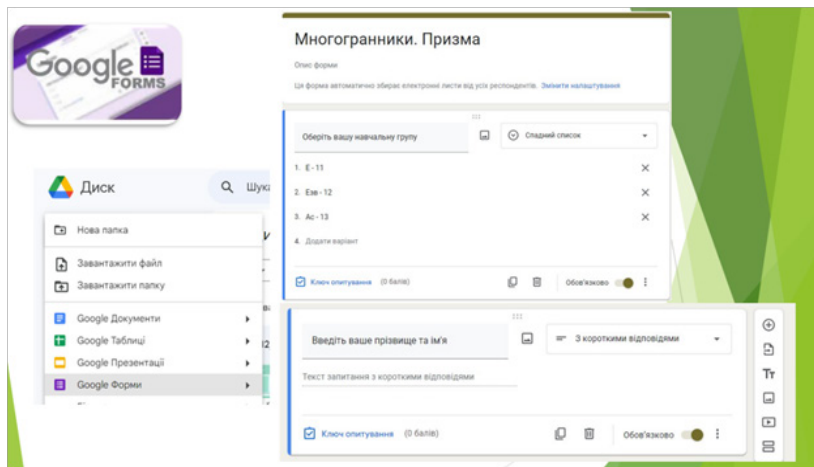 Google
FORMS
Многогранники. Призма
Опис форми
Ця форма автоматично збирає електронні листи від усіх респондентів. Змінити налаштування
Оберіть вашу навчальну групу
Спадний список
1. Е - 11
2. Езе - 12
3. Ас - 13
4. Додати варіант
Ключ опитування (0 балів)
Обов'язково
Диск
Шука
Нова папка
Завантажити файл
Завантажити папку
Google Документи
Google Таблиці
Google Презентації
Google Форми
Введіть ваше прізвище та ім'я
З короткими відповідями
Текст запитання з короткими відповідями
Ключ опитування (0 балів)
Обов'язково
Тт